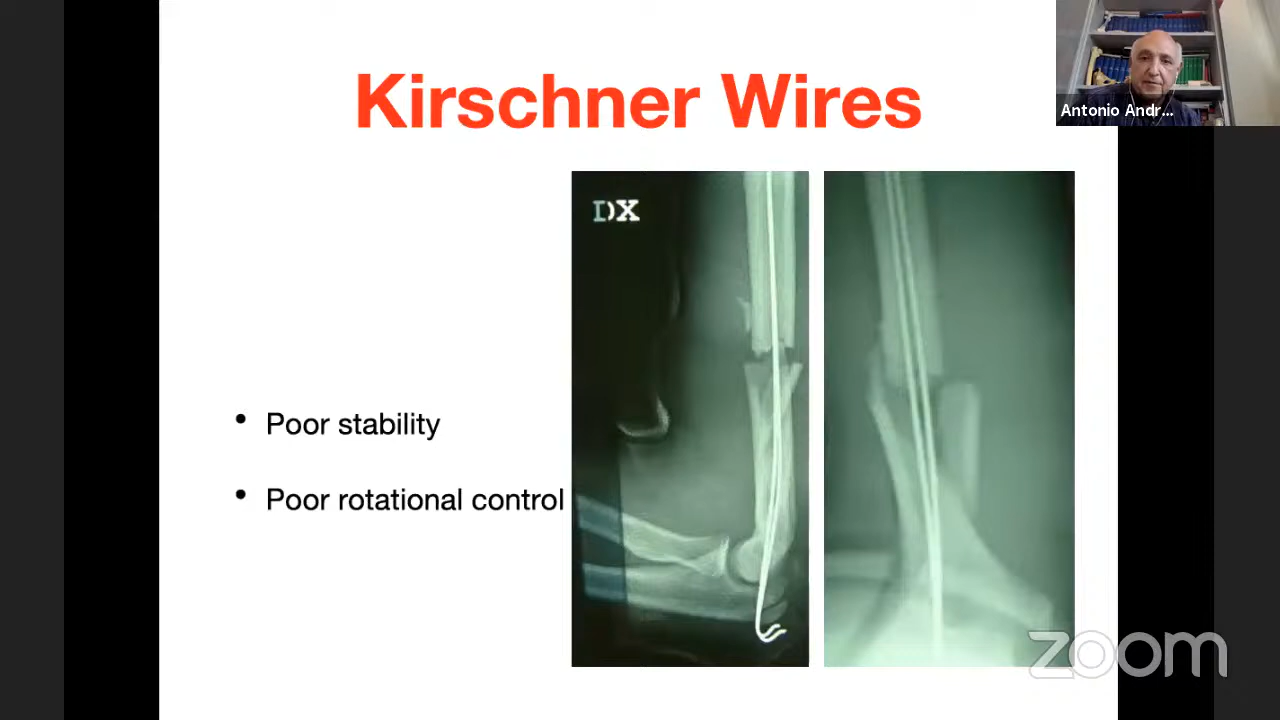 Kirschner Wires
Antonio Andr...
DX
• Poor stability
• Poor rotational control
zoom